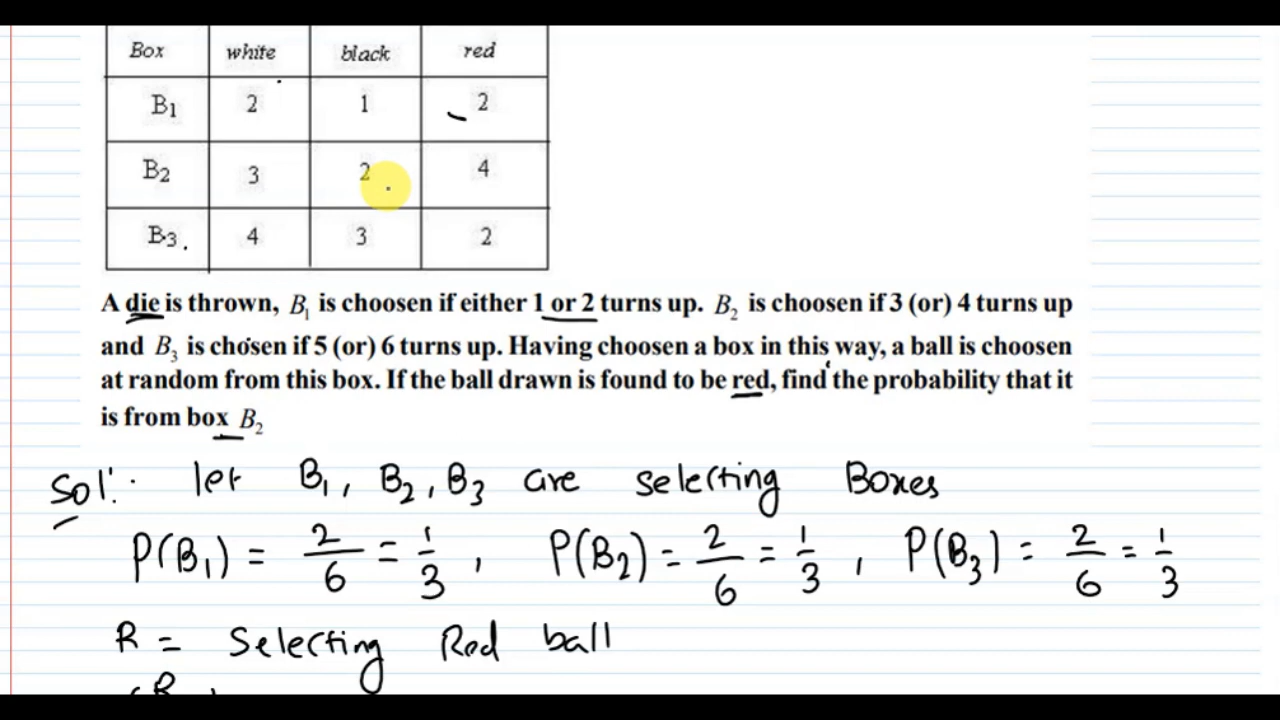 Box white black red
B1 2 1 2
B2 3 2 4
B3 4 3 2
A die is thrown, B1 is choosen if either 1 or 2 turns up. B2 is choosen if 3 (or) 4 turns up
and B3 is chosen if 5 (or) 6 turns up. Having choosen a box in this way, a ball is choosen
at random from this box. If the ball drawn is found to be red, find the probability that it
is from box B2
Sol: let B1, B2, B3 are selecting Boxes
P(B1) = 2/6 = 1/3, P(B2) = 2/6 = 1/3, P(B3) = 2/6 = 1/3
R = Selecting Red ball